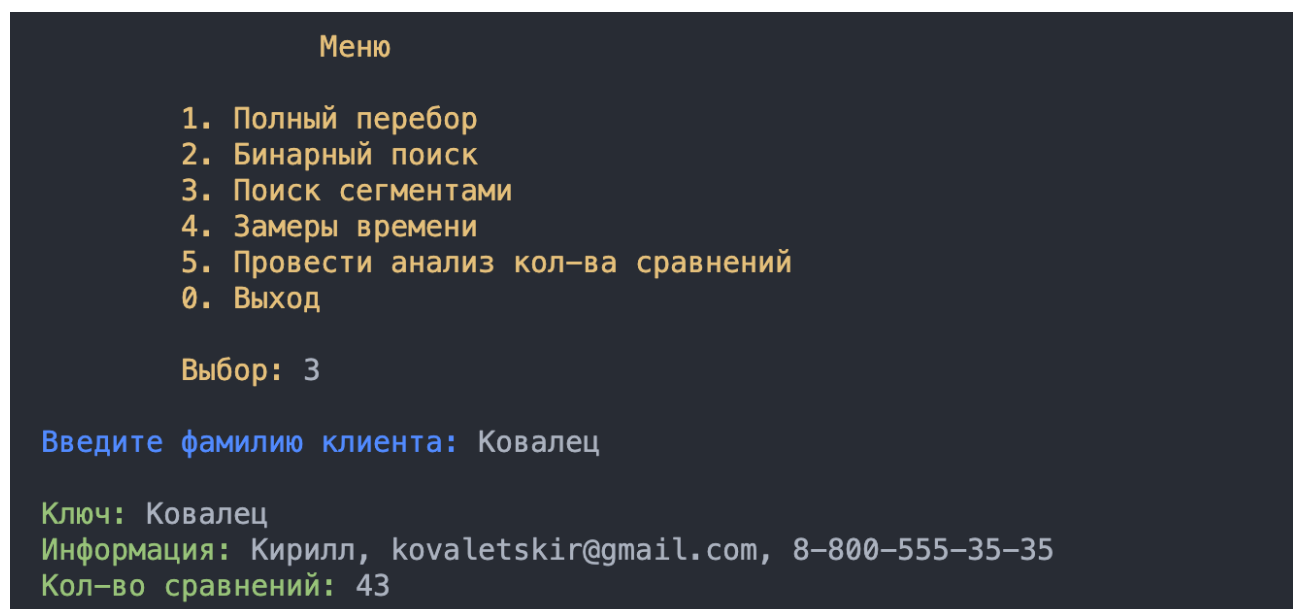 Меню
1. Полный перебор
2. Бинарный поиск
3. Поиск сегментами
4. Замеры времени
5. Провести анализ кол-ва сравнений
0. Выход
Выбор: 3
Введите фамилию клиента: Ковалец
Ключ: Ковалец
Информация: Кирилл, kovaletskir@gmail.com, 8-800-555-35-35
Кол-во сравнений: 43